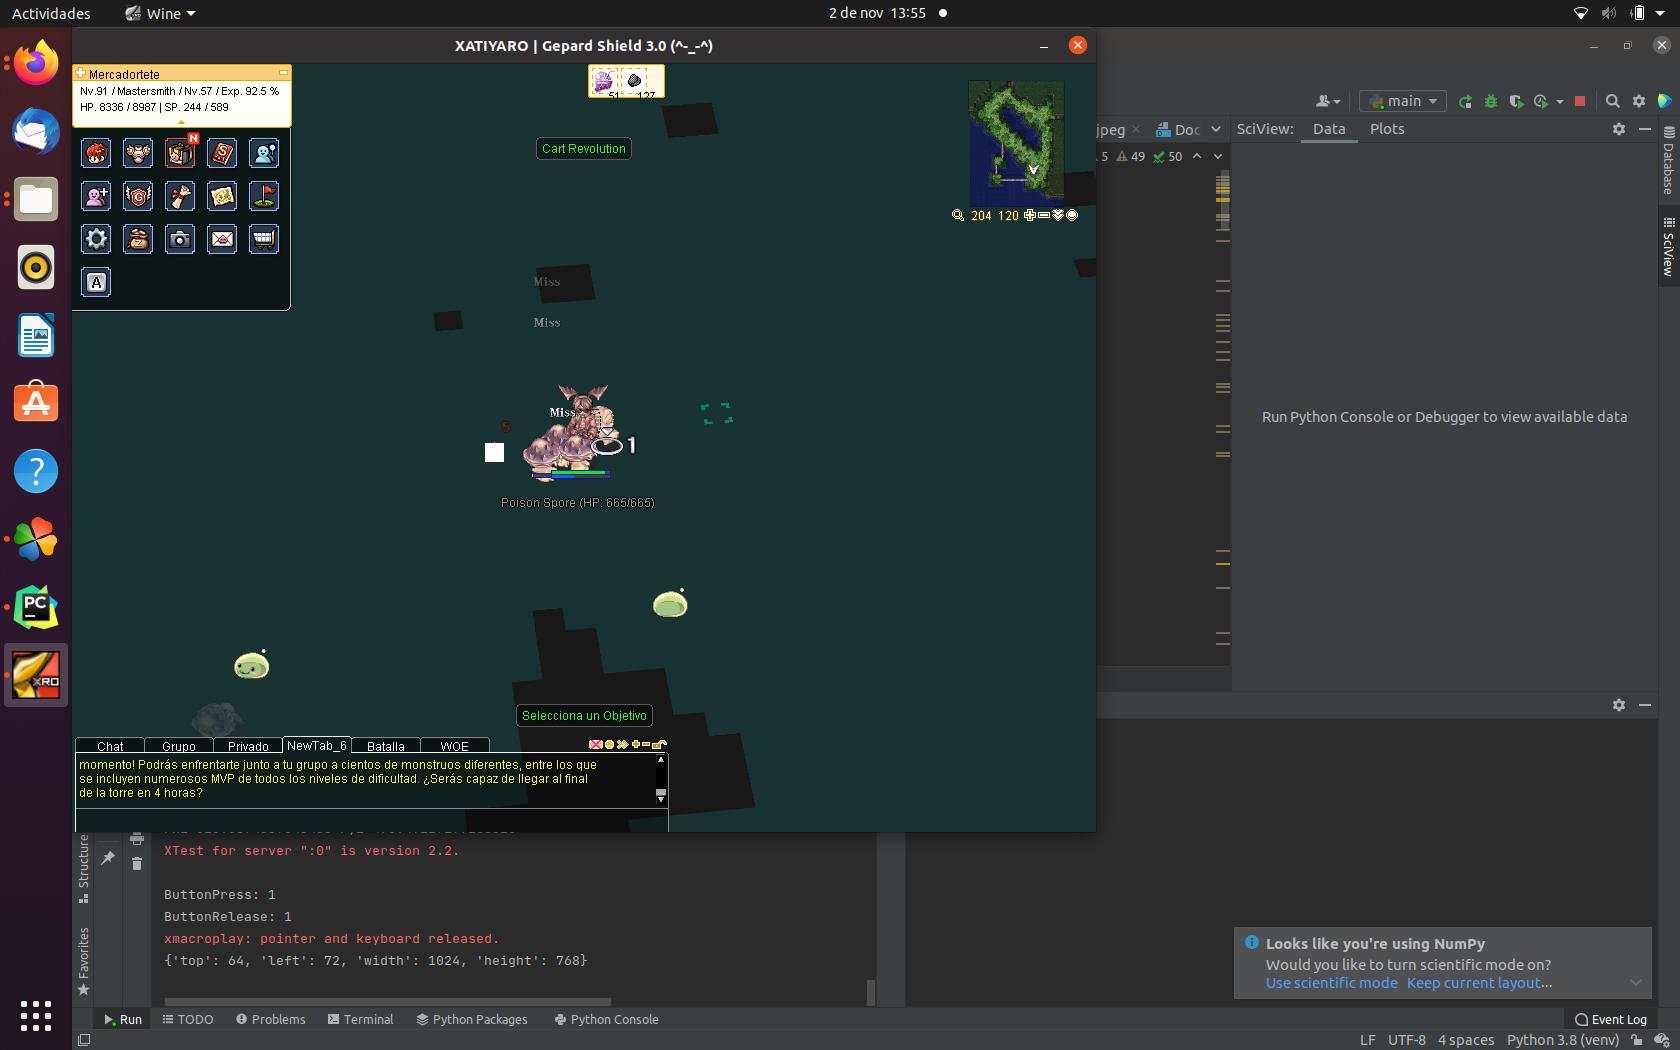 Actividades
Wine
2 de nov 13:55
XATIYARO | Gepard Shield 3.0 (^-_-^)
Mercadortete
Nv.91 / Mastersmith / Nv.57 / Exp. 92.5 %
HP. 8336 / 8987 | SP. 244 / 589
51
127
N
A
Cart Revolution
204 120
Miss
Miss
Miss
5
1
Poison Spore (HP: 665/665)
Selecciona un Objetivo
Chat
Grupo
Privado
NewTab_6
Batalla
WOE
momento! Podrás enfrentarte junto a tu grupo a cientos de monstruos diferentes, entre los que
se incluyen numerosos MVP de todos los niveles de dificultad. ¿Serás capaz de llegar al final
de la torre en 4 horas?
main
jpeg
Doc
SciView:
Data
Plots
5
49
50
Database
SciView
Run Python Console or Debugger to view available data
PC
XRO
Structure
Favorites
XTest for server ":0" is version 2.2.
ButtonPress: 1
ButtonRelease: 1
xmacroplay: pointer and keyboard released.
{'top': 64, 'left': 72, 'width': 1024, 'height': 768}
Looks like you're using NumPy
Would you like to turn scientific mode on?
Use scientific mode
Keep current layout...
Run
TODO
Problems
Terminal
Python Packages
Python Console
Event Log
LF
UTF-8
4 spaces
Python 3.8 (venv)